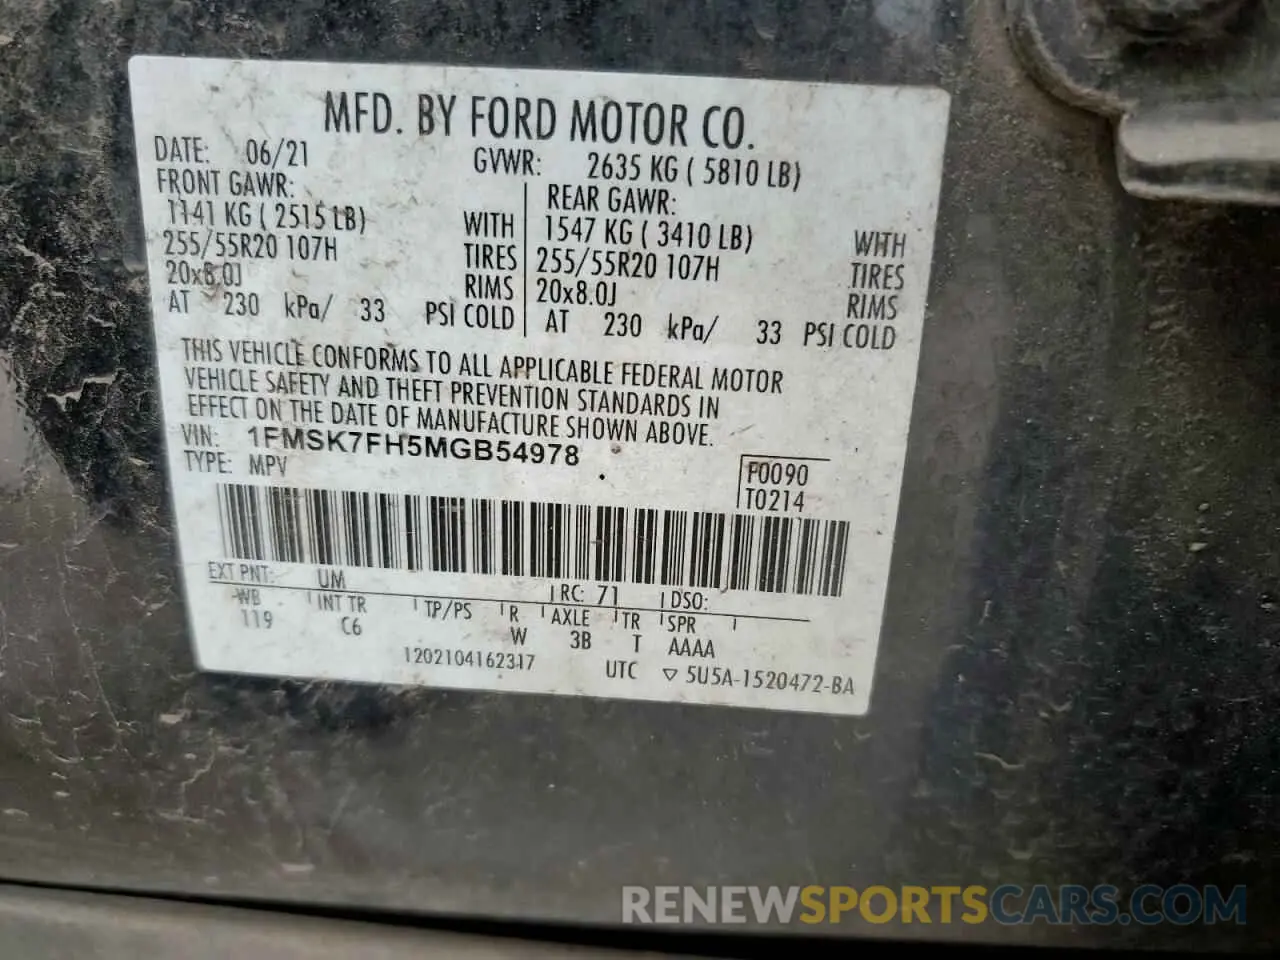 MFD. BY FORD MOTOR CO.
DATE: 06/21 GVWR: 2635 KG ( 5810 LB)
FRONT GAWR: REAR GAWR:
1141 KG ( 2515 LB) WITH 1547 KG ( 3410 LB) WITH
255/55R20 107H TIRES 255/55R20 107H TIRES
20x8.0J RIMS 20x8.0J RIMS
AT 230 kPa/ 33 PSI COLD AT 230 kPa/ 33 PSI COLD
THIS VEHICLE CONFORMS TO ALL APPLICABLE FEDERAL MOTOR
VEHICLE SAFETY AND THEFT PREVENTION STANDARDS IN
EFFECT ON THE DATE OF MANUFACTURE SHOWN ABOVE.
VIN: 1FMSK7FH5MGB54978
TYPE: MPV F0090
T0214
EXT PNT: UM RC: 71 DSO:
WB INT TR TP/PS R AXLE TR SPR
119 C6 W 3B T AAAA
1202104162317 UTC ▽ 5U5A-1520472-BA
RENEWSPORTSCARS.COM